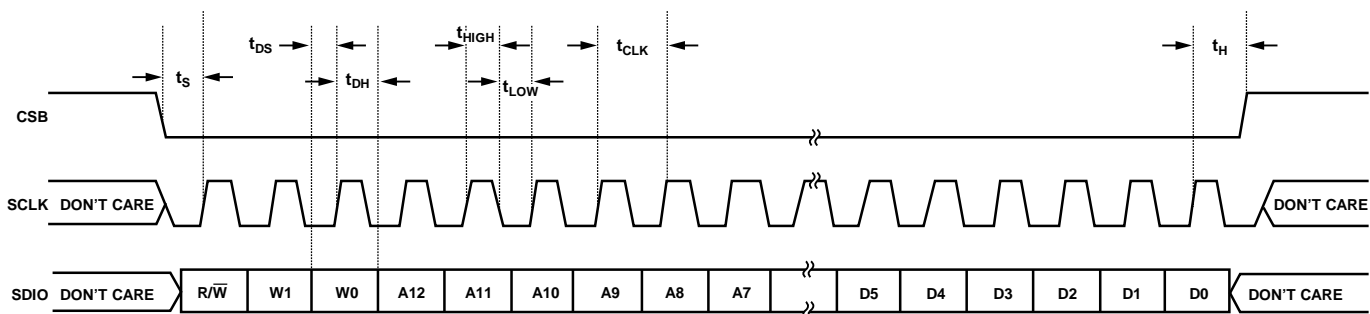 tDS
tHIGH
tCLK
tH
tS
tDH
tLOW
CSB
SCLK DON'T CARE DON'T CARE
SDIO DON'T CARE R/W̅ W1 W0 A12 A11 A10 A9 A8 A7 D5 D4 D3 D2 D1 D0 DON'T CARE